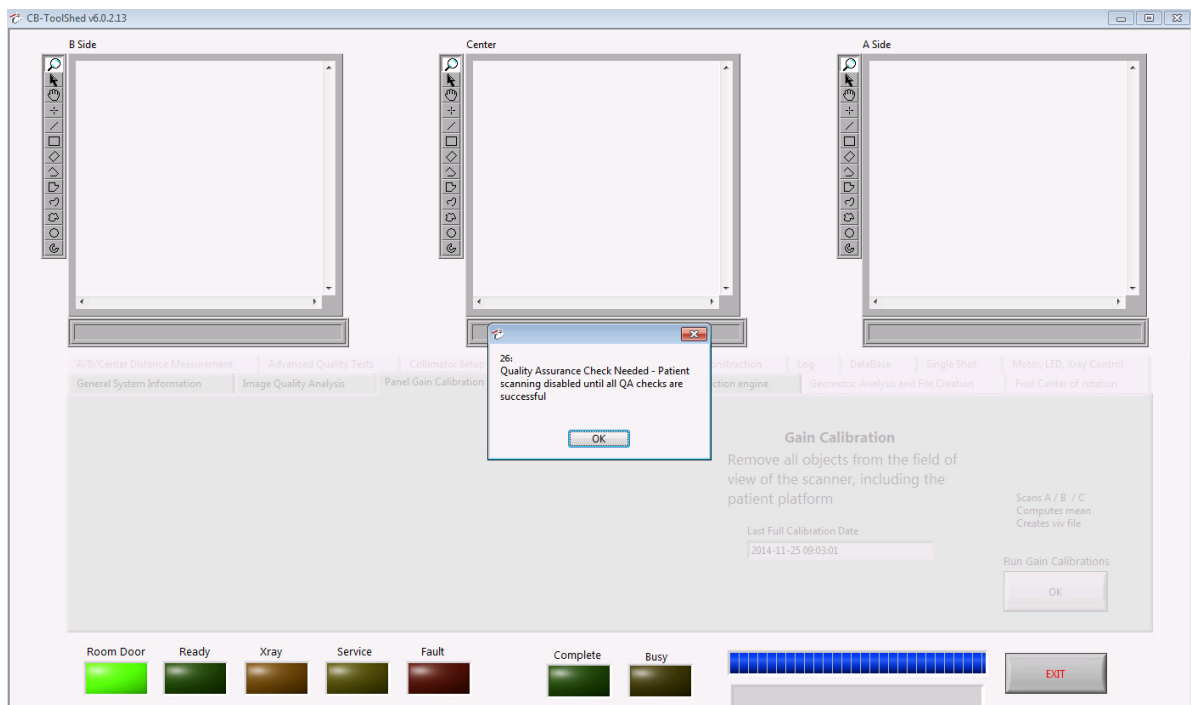 CB-ToolShed v6.0.2.13
B Side
Center
A Side
26:
Quality Assurance Check Needed - Patient
scanning disabled until all QA checks are
successful
OK
A/B/Center Distance Measurement
Advanced Quality Tests
Collimator Setup
Log
DateBase
Single Shot
Motor, LED, Xray Control
General System Information
Image Quality Analysis
Panel Gain Calibration
Geometric Analysis and File Creation
Find Center of rotation
Gain Calibration
Remove all objects from the field of
view of the scanner, including the
patient platform
Last Full Calibration Date
2014-11-25 09:03:01
Scans A / B / C
Computes mean
Creates viv file
Run Gain Calibrations
OK
Room Door
Ready
Xray
Service
Fault
Complete
Busy
EXIT